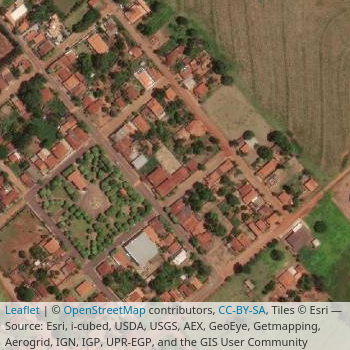 Leaflet | © OpenStreetMap contributors, CC-BY-SA, Tiles © Esri —
Source: Esri, i-cubed, USDA, USGS, AEX, GeoEye, Getmapping,
Aerogrid, IGN, IGP, UPR-EGP, and the GIS User Community